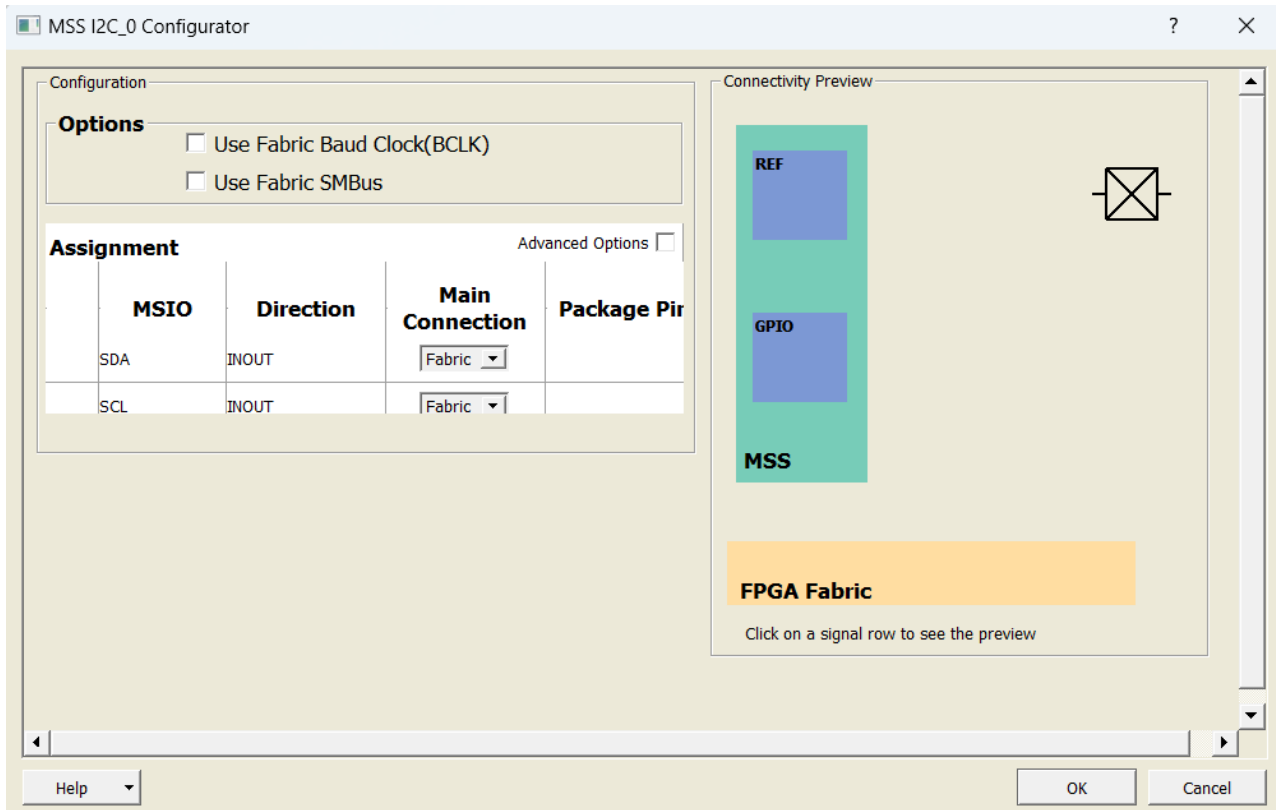 MSS I2C_0 Configurator
?
Configuration
Options
Use Fabric Baud Clock(BCLK)
Use Fabric SMBus
Assignment
Advanced Options
MSIO
Direction
Main
Connection
Package Pin
SDA
INOUT
Fabric
SCL
INOUT
Fabric
Connectivity Preview
REF
GPIO
MSS
FPGA Fabric
Click on a signal row to see the preview
Help
OK
Cancel